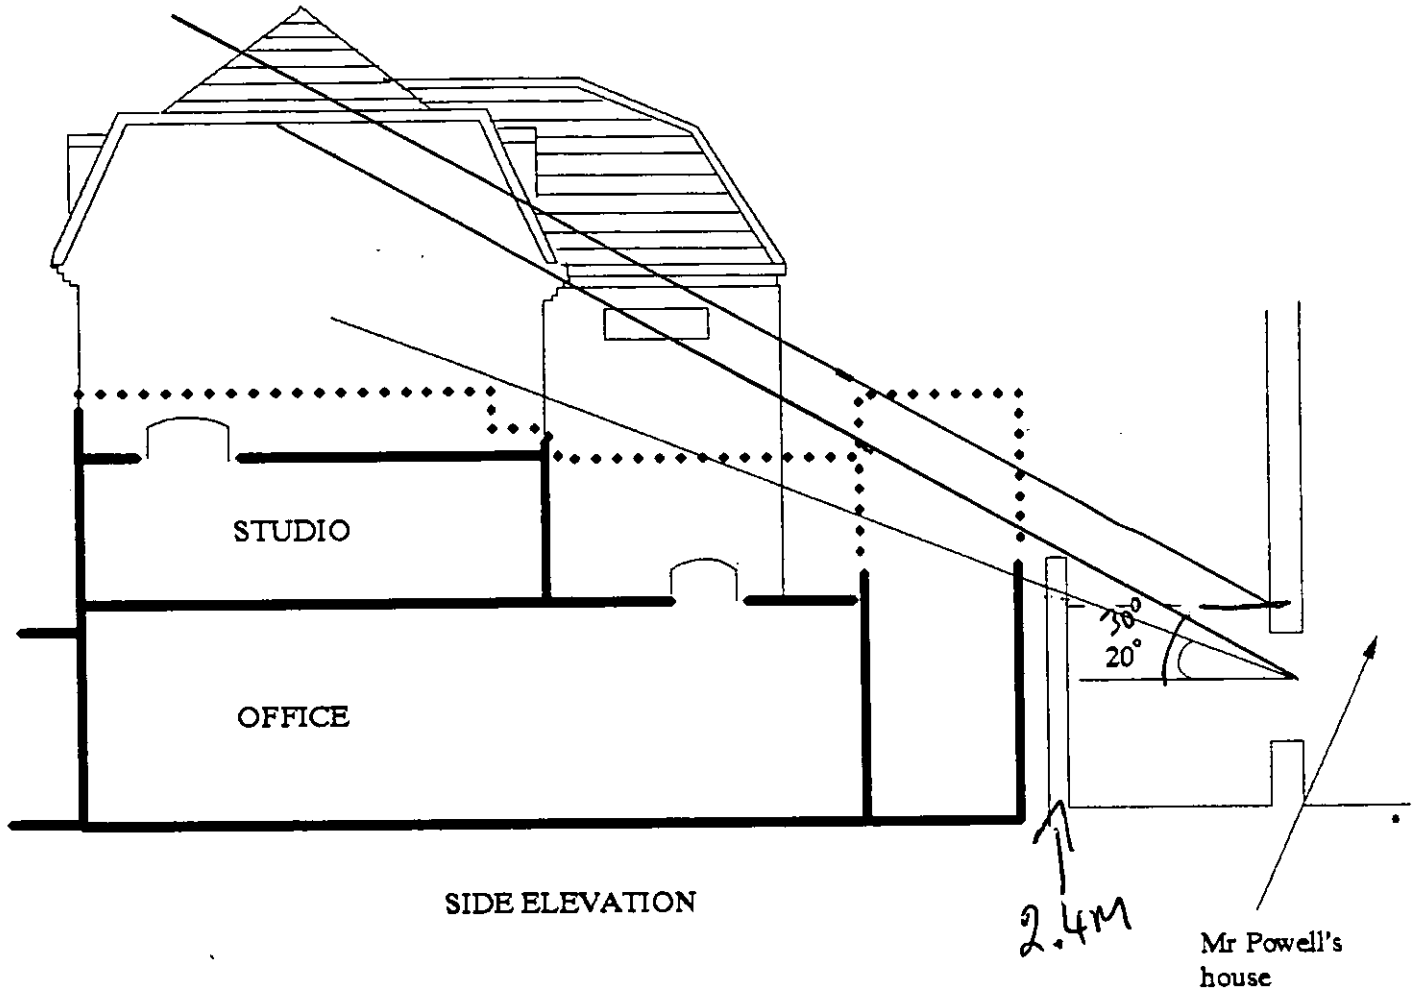 STUDIO
30°
20°
OFFICE
SIDE ELEVATION
2.4M
Mr Powell's
house